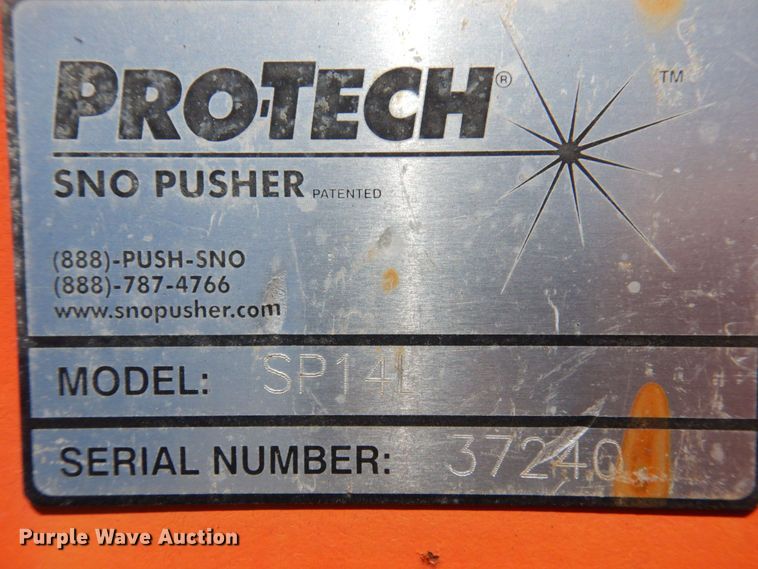 PRO-TECH®
™
SNO PUSHER PATENTED
(888)-PUSH-SNO
(888)-787-4766
www.snopusher.com
MODEL: SP14L
SERIAL NUMBER: 37240
Purple Wave Auction